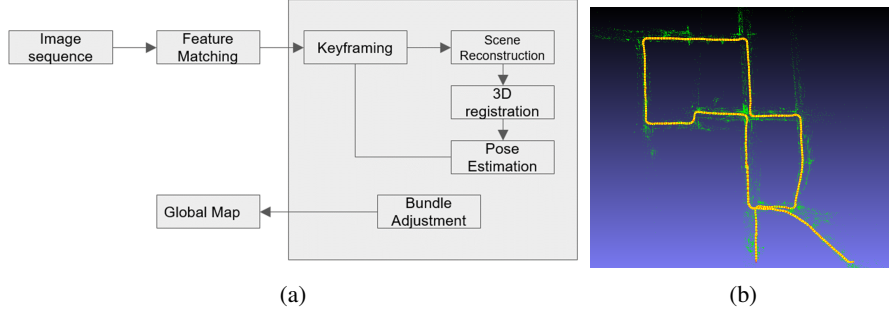 Image
sequence
Feature
Matching
Keyframing
Scene
Reconstruction
3D
registration
Pose
Estimation
Bundle
Adjustment
Global Map
(a)
(b)